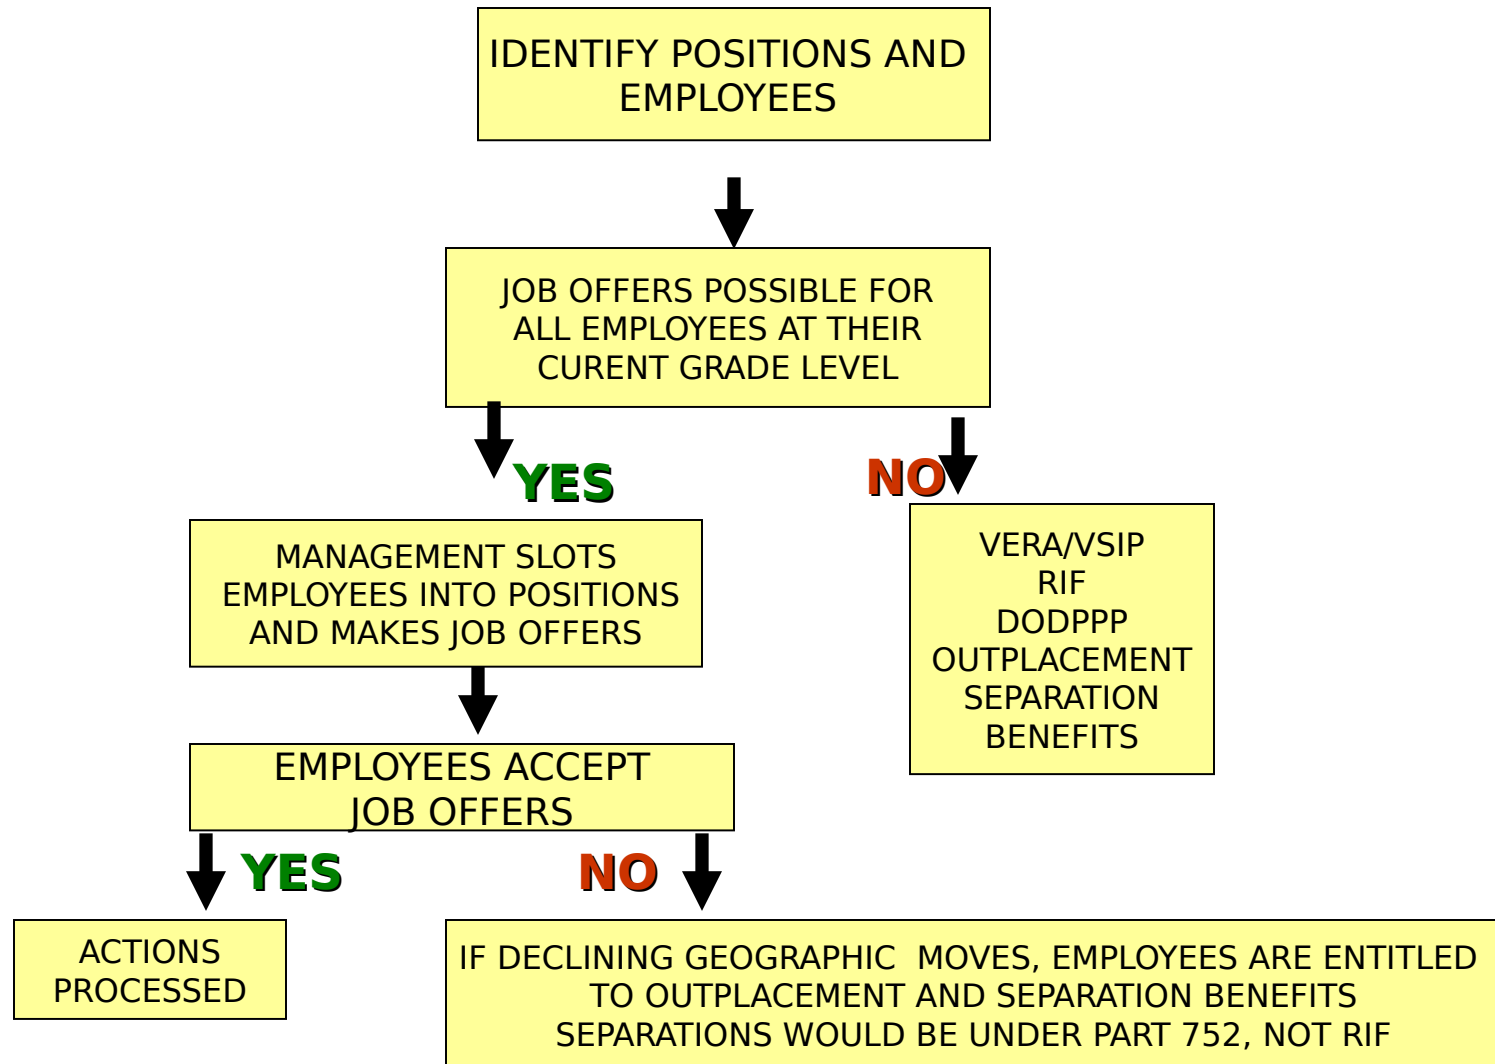 IDENTIFY POSITIONS AND
EMPLOYEES
JOB OFFERS POSSIBLE FOR
ALL EMPLOYEES AT THEIR
CURENT GRADE LEVEL
YES
NO
MANAGEMENT SLOTS
EMPLOYEES INTO POSITIONS
AND MAKES JOB OFFERS
VERA/VSIP
RIF
DODPPP
OUTPLACEMENT
SEPARATION
BENEFITS
EMPLOYEES ACCEPT
JOB OFFERS
YES
NO
ACTIONS
PROCESSED
IF DECLINING GEOGRAPHIC  MOVES, EMPLOYEES ARE ENTITLED
TO OUTPLACEMENT AND SEPARATION BENEFITS
SEPARATIONS WOULD BE UNDER PART 752, NOT RIF